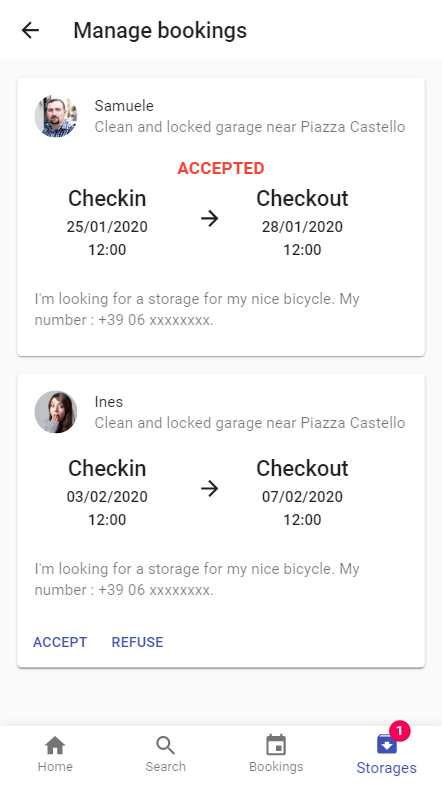 Manage bookings
Samuele
Clean and locked garage near Piazza Castello
ACCEPTED
Checkin
Checkout
25/01/2020
28/01/2020
12:00
12:00
I'm looking for a storage for my nice bicycle. My
number : +39 06 xxxxxxxx.
Ines
Clean and locked garage near Piazza Castello
Checkin
Checkout
03/02/2020
07/02/2020
12:00
12:00
I'm looking for a storage for my nice bicycle. My
number : +39 06 xxxxxxxx.
ACCEPT
REFUSE
1
Home
Search
Bookings
Storages